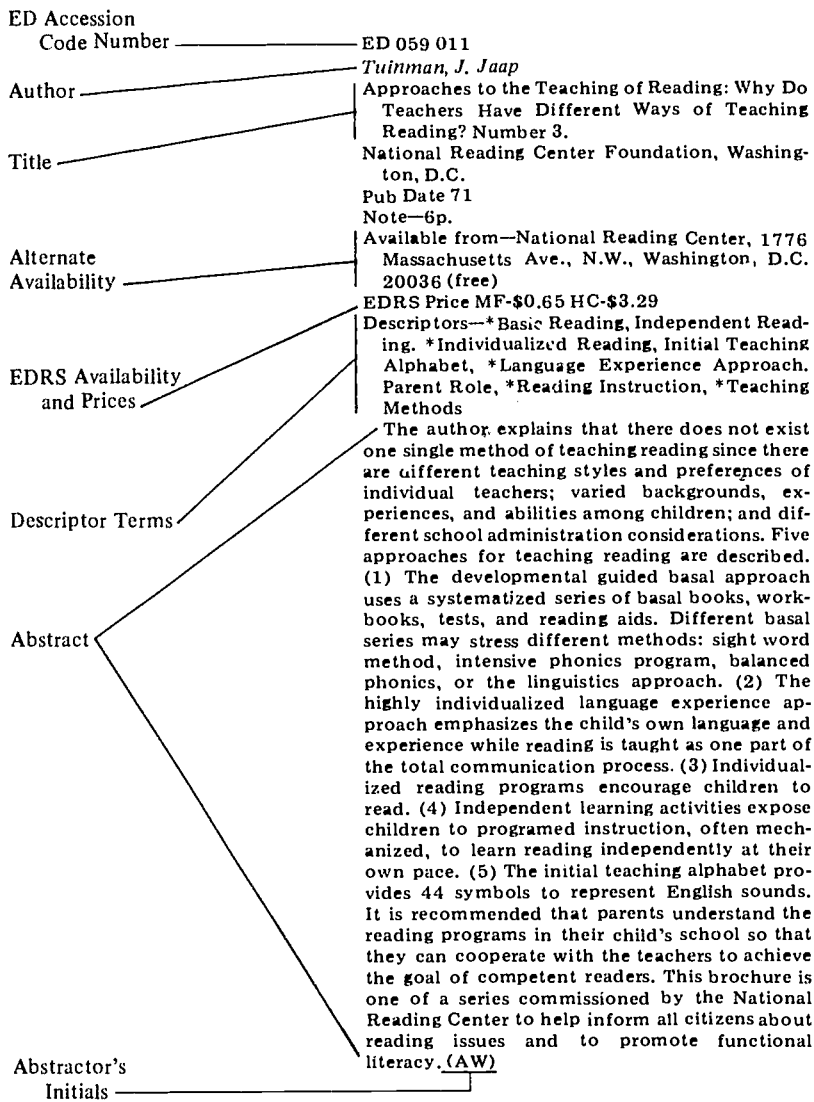 ED Accession
Code Number
ED 059 011
Tuinman, J. Jaap
Author
Approaches to the Teaching of Reading: Why Do
Teachers Have Different Ways of Teaching
Reading? Number 3.
Title
National Reading Center Foundation, Washing-
ton, D.C.
Pub Date 71
Note—6p.
Alternate
Availability
Available from—National Reading Center, 1776
Massachusetts Ave., N.W., Washington, D.C.
20036 (free)
EDRS Price MF-$0.65 HC-$3.29
EDRS Availability
and Prices
Descriptors—*Basic Reading, Independent Read-
ing. *Individualized Reading, Initial Teaching
Alphabet, *Language Experience Approach.
Parent Role, *Reading Instruction, *Teaching
Methods
Descriptor Terms
Abstract
The author explains that there does not exist
one single method of teaching reading since there
are different teaching styles and preferences of
individual teachers; varied backgrounds, ex-
periences, and abilities among children; and dif-
ferent school administration considerations. Five
approaches for teaching reading are described.
(1) The developmental guided basal approach
uses a systematized series of basal books, work-
books, tests, and reading aids. Different basal
series may stress different methods: sight word
method, intensive phonics program, balanced
phonics, or the linguistics approach. (2) The
highly individualized language experience ap-
proach emphasizes the child's own language and
experience while reading is taught as one part of
the total communication process. (3) Individual-
ized reading programs encourage children to
read. (4) Independent learning activities expose
children to programed instruction, often mech-
anized, to learn reading independently at their
own pace. (5) The initial teaching alphabet pro-
vides 44 symbols to represent English sounds.
It is recommended that parents understand the
reading programs in their child's school so that
they can cooperate with the teachers to achieve
the goal of competent readers. This brochure is
one of a series commissioned by the National
Reading Center to help inform all citizens about
reading issues and to promote functional
literacy. (AW)
Abstractor's
Initials